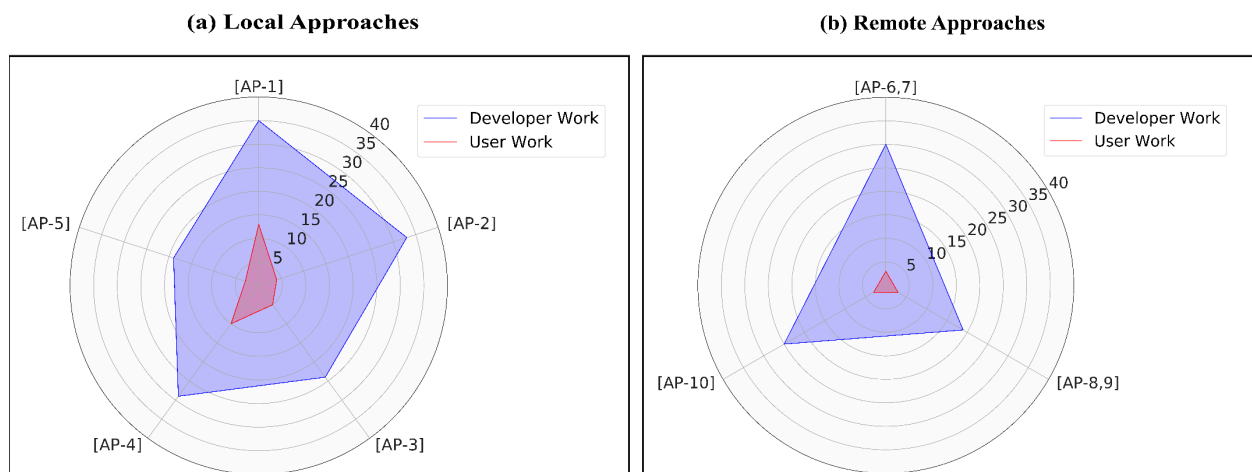 (a) Local Approaches
(b) Remote Approaches
[AP-1]
Developer Work
User Work
40
35
30
25
20
15
10
5
[AP-2]
[AP-3]
[AP-4]
[AP-5]
[AP-6,7]
Developer Work
User Work
40
35
30
25
20
15
10
5
[AP-8,9]
[AP-10]